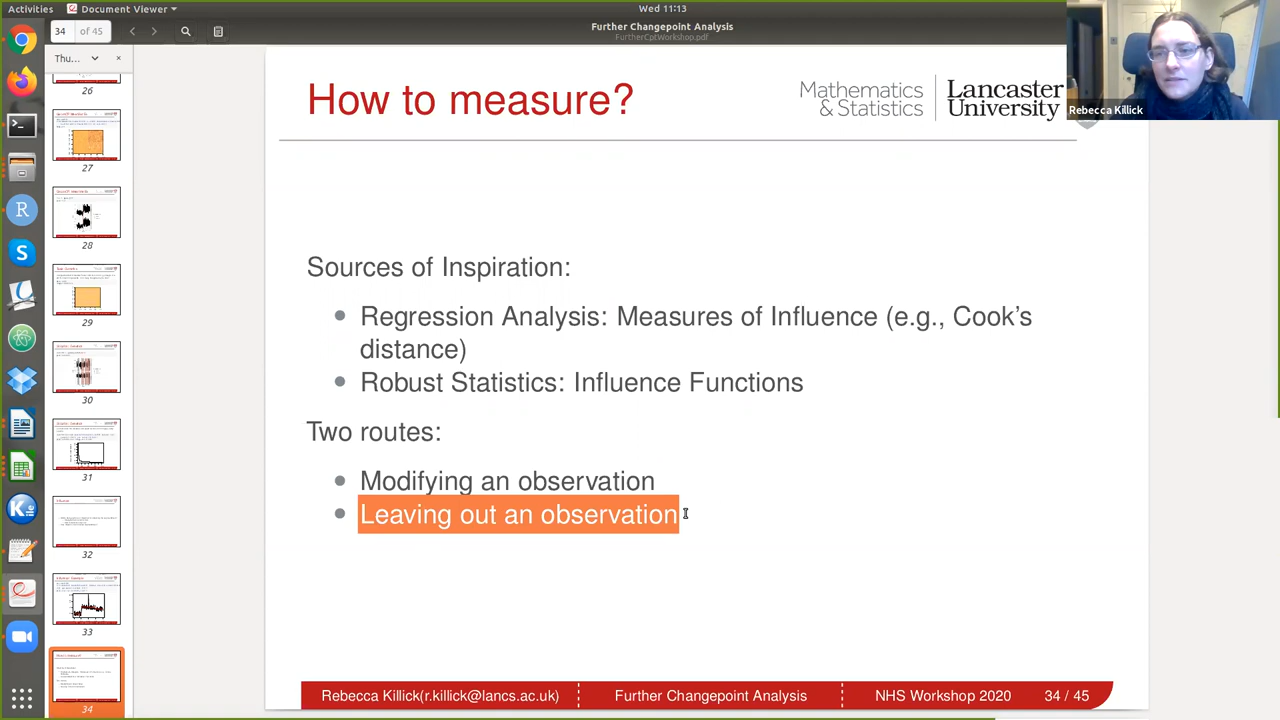 Activities
Document Viewer
Wed 11:13
34
of 45
Further Changepoint Analysis
FurtherCptWorkshop.pdf
Thu...
26
27
28
29
30
31
32
33
34
How to measure?
Mathematics
& Statistics
Lancaster
University
Rebecca Killick
Sources of Inspiration:
Regression Analysis: Measures of Influence (e.g., Cook's
distance)
Robust Statistics: Influence Functions
Two routes:
Modifying an observation
Leaving out an observation
Rebecca Killick(r.killick@lancs.ac.uk)
Further Changepoint Analysis
NHS Workshop 2020
34 / 45